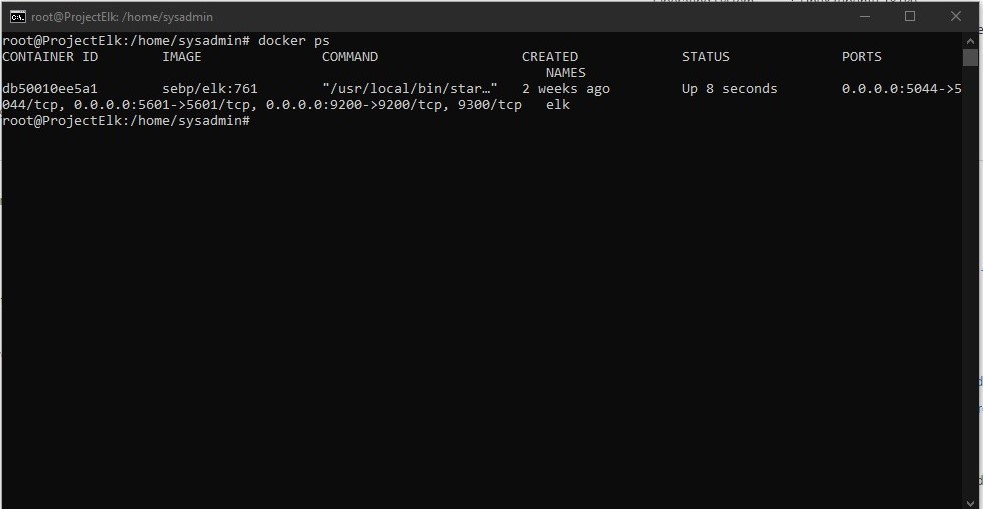 root@ProjectElk: /home/sysadmin
root@ProjectElk:/home/sysadmin# docker ps
CONTAINER ID        IMAGE               COMMAND                  CREATED             STATUS              PORTS
                                                                    NAMES
db50010ee5a1        sebp/elk:761        "/usr/local/bin/star…"   2 weeks ago         Up 8 seconds        0.0.0.0:5044->5
044/tcp, 0.0.0.0:5601->5601/tcp, 0.0.0.0:9200->9200/tcp, 9300/tcp   elk
root@ProjectElk:/home/sysadmin#